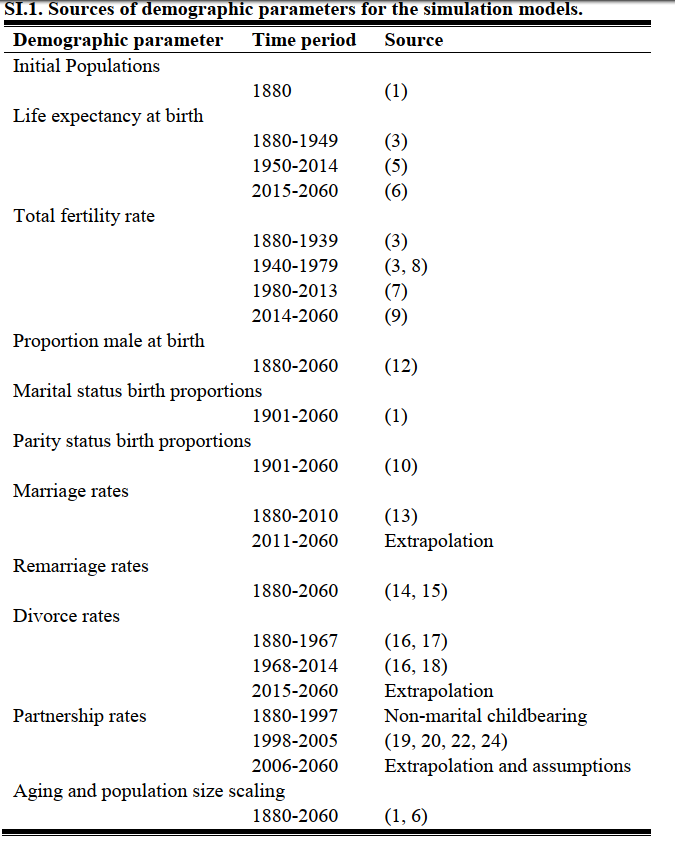 SI.1. Sources of demographic parameters for the simulation models.
Demographic parameter Time period Source
Initial Populations
1880 (1)
Life expectancy at birth
1880-1949 (3)
1950-2014 (5)
2015-2060 (6)
Total fertility rate
1880-1939 (3)
1940-1979 (3, 8)
1980-2013 (7)
2014-2060 (9)
Proportion male at birth
1880-2060 (12)
Marital status birth proportions
1901-2060 (1)
Parity status birth proportions
1901-2060 (10)
Marriage rates
1880-2010 (13)
2011-2060 Extrapolation
Remarriage rates
1880-2060 (14, 15)
Divorce rates
1880-1967 (16, 17)
1968-2014 (16, 18)
2015-2060 Extrapolation
Partnership rates 1880-1997 Non-marital childbearing
1998-2005 (19, 20, 22, 24)
2006-2060 Extrapolation and assumptions
Aging and population size scaling
1880-2060 (1, 6)